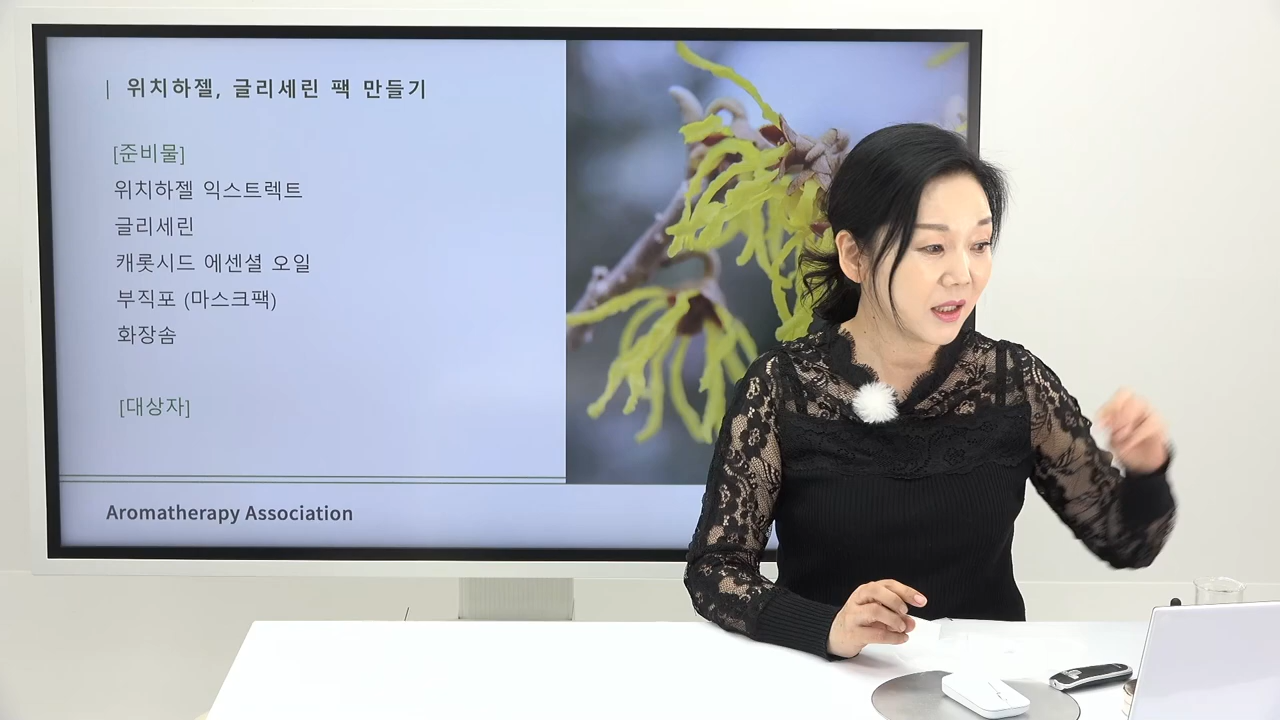 | 위치하젤, 글리세린 팩 만들기
[준비물]
위치하젤 익스트렉트
글리세린
캐롯시드 에센셜 오일
부직포 (마스크팩)
화장솜
[대상자]
Aromatherapy Association